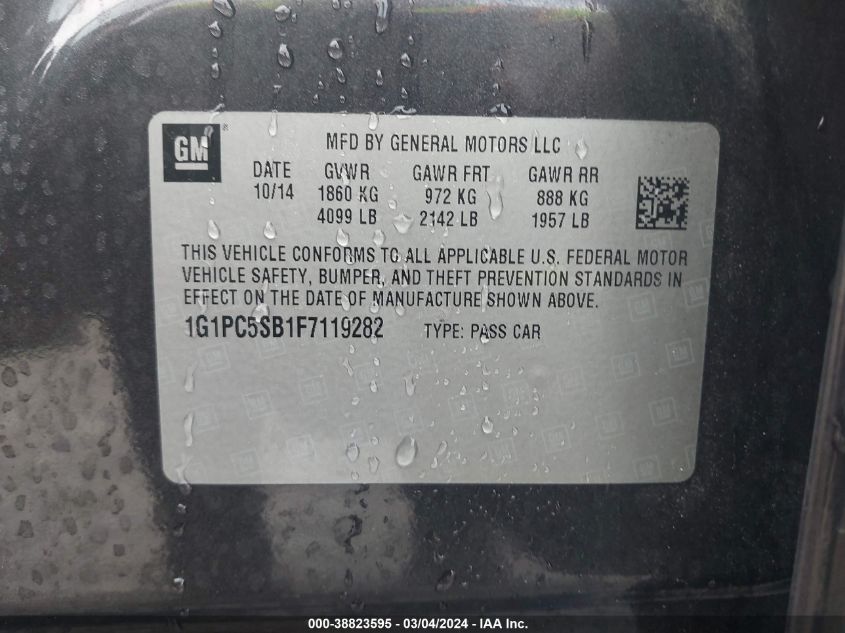 GM
MFD BY GENERAL MOTORS LLC
DATE GVWR GAWR FRT GAWR RR
10/14 1860 KG 972 KG 888 KG
4099 LB 2142 LB 1957 LB
THIS VEHICLE CONFORMS TO ALL APPLICABLE U.S. FEDERAL MOTOR
VEHICLE SAFETY, BUMPER, AND THEFT PREVENTION STANDARDS IN
EFFECT ON THE DATE OF MANUFACTURE SHOWN ABOVE.
1G1PC5SB1F7119282 TYPE: PASS CAR
000-38823595 — 03/04/2024 — IAA Inc.